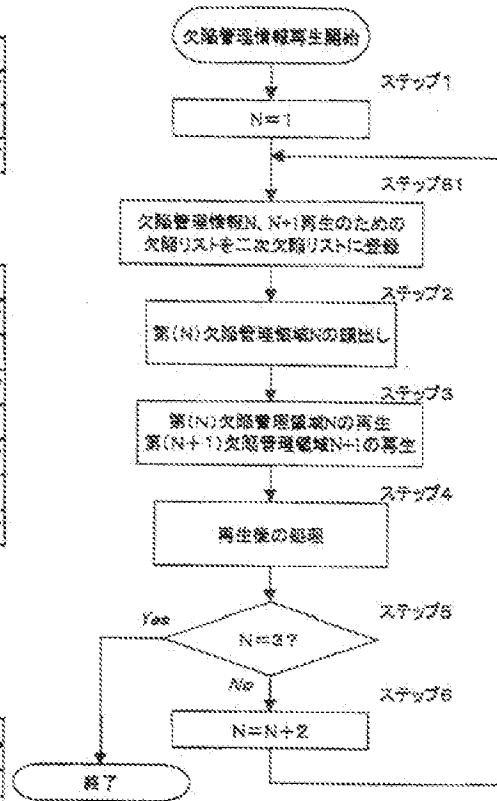 欠陥管理情報再生開始
ステップ1
N=1
ステップ61
欠陥管理情報N、N+1再生のための
欠陥リストを二次欠陥リストに登録
ステップ2
第(N)欠陥管理領域Nの頭出し
ステップ3
第(N)欠陥管理領域Nの再生
第(N+1)欠陥管理領域N+1の再生
ステップ4
再生後の処理
ステップ5
Yes
N=3?
No
ステップ6
N=N+2
終了